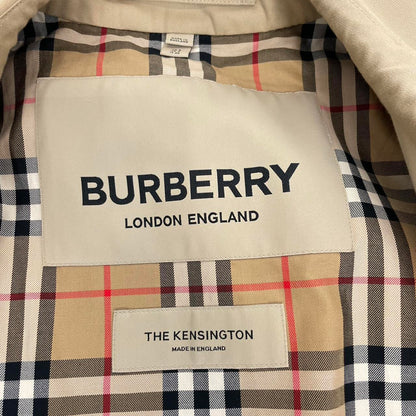 BURBERRY
LONDON ENGLAND
THE KENSINGTON
MADE IN ENGLAND